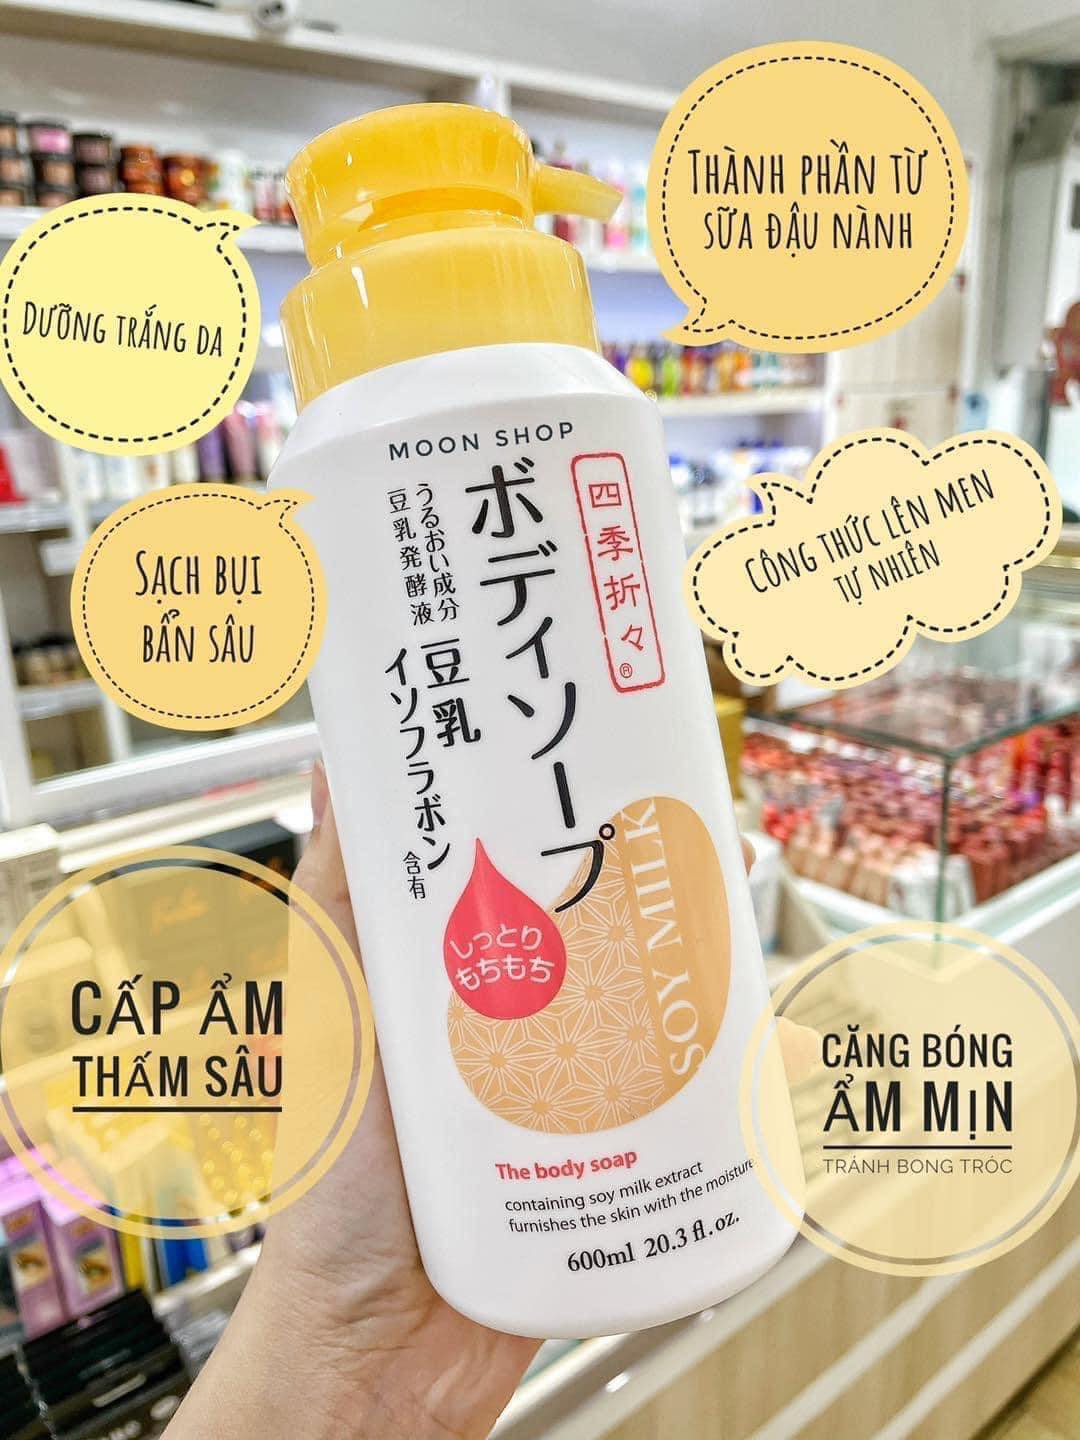 THÀNH PHẦN TỪ
SỮA ĐẬU NÀNH
DƯỠNG TRẮNG DA
MOON SHOP
四季折々
®
ボディソープ
うるおい成分
豆乳発酵液
豆乳
イソフラボン
含有
CÔNG THỨC LÊN MEN
TỰ NHIÊN
SẠCH BỤI
BẨN SÂU
SOY MILK
しっとり
もちもち
CẤP ẨM
THẤM SÂU
CĂNG BÓNG
ẨM MỊN
TRÁNH BONG TRÓC
The body soap
containing soy milk extract
furnishes the skin with the moisture
600ml 20.3 fl.oz.